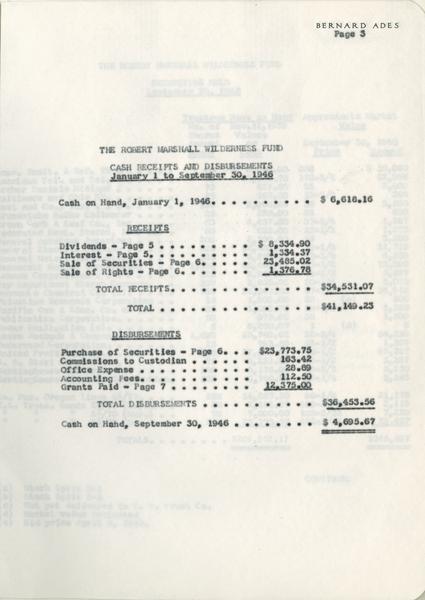 BERNARD ADES
Page 3
THE ROBERT MARSHALL WILDERNESS FUND
CASH RECEIPTS AND DISBURSEMENTS
January 1 to September 30, 1946
Cash on Hand, January 1, 1946. . . . . . . . . . $ 6,618.16
RECEIPTS
Dividends - Page 5 . . . . . . . . . $ 8,334.90
Interest - Page 5. . . . . . . . . . 1,334.37
Sale of Securities - Page 6. . . . . 23,485.02
Sale of Rights - Page 6. . . . . . . 1,376.78
TOTAL RECEIPTS. . . . . . . . . . . . . . $34,531.07
TOTAL . . . . . . . . . . . . . . . $41,149.23
DISBURSEMENTS
Purchase of Securities - Page 6. . . $23,773.75
Commissions to Custodian . . . . . . 163.42
Office Expense . . . . . . . . . . . 28.89
Accounting Fees. . . . . . . . . . . 112.50
Grants Paid - Page 7 . . . . . . . . 12,375.00
TOTAL DISBURSEMENTS . . . . . . . . . . . $36,453.56
Cash on Hand, September 30, 1946 . . . . . . . . $ 4,695.67